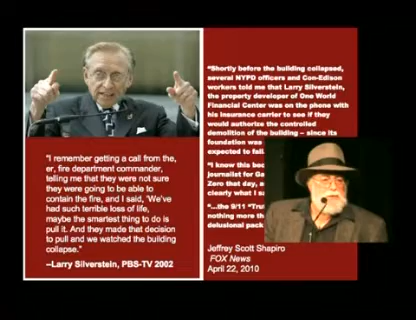 "I remember getting a call from the,
er, fire department commander,
telling me that they were not sure
they were going to be able to
contain the fire, and I said, 'We've
had such terrible loss of life,
maybe the smartest thing to do is
pull it. And they made that decision
to pull and we watched the building
collapse."
--Larry Silverstein, PBS-TV 2002
"Shortly before the building collapsed,
several NYPD officers and Con-Edison
workers told me that Larry Silverstein,
the property developer of One World
Financial Center was on the phone with
his insurance carrier to see if they
would authorize the controlled
demolition of the building – since its
foundation was
expected to fall
"I know this
journalist for
Zero that day, a
clearly what I
"...the 9/11 "Tru
nothing more th
delusional pack
Jeffrey Scott Shapiro
FOX News
April 22, 2010